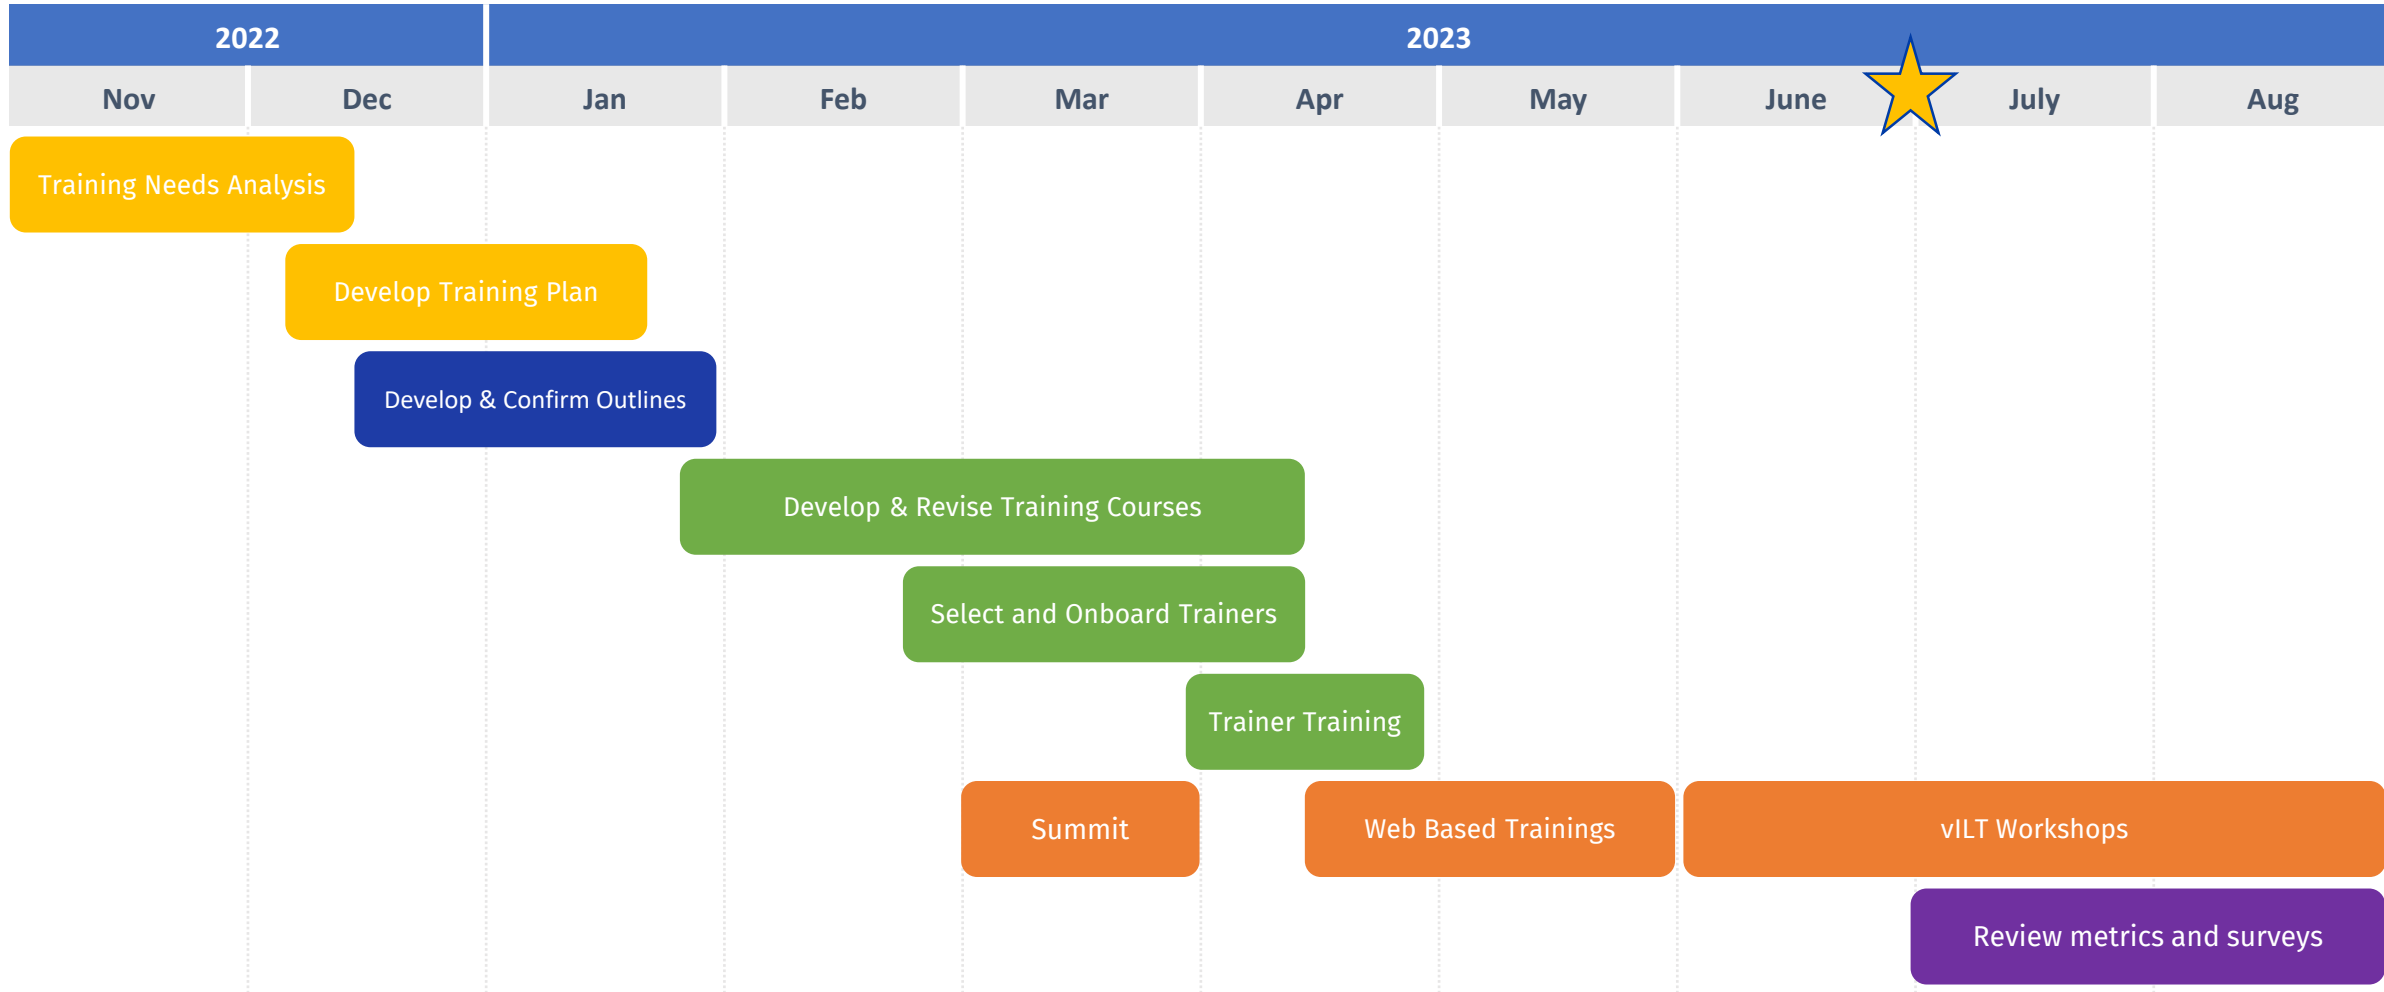 2022
2023
Nov
Dec
Jan
Feb
Mar
Apr
May
June
July
Aug
Training Needs Analysis
Develop Training Plan
Develop & Confirm Outlines
Develop & Revise Training Courses
Select and Onboard Trainers
Trainer Training
Summit
Web Based Trainings
vILT Workshops
Review metrics and surveys